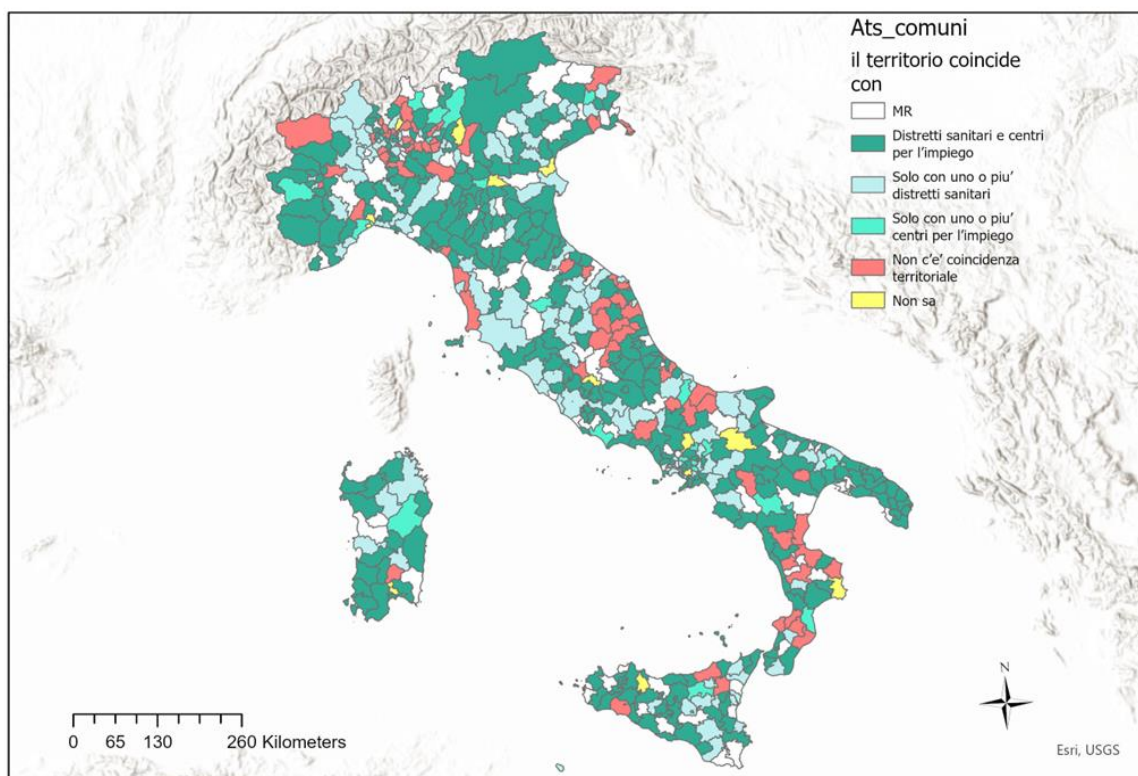 Ats_comuni
il territorio coincide
con
MR
Distretti sanitari e centri
per l'impiego
Solo con uno o piu'
distretti sanitari
Solo con uno o piu'
centri per l'impiego
Non c'e' coincidenza
territoriale
Non sa
N
0 65 130 260 Kilometers
Esri, USGS